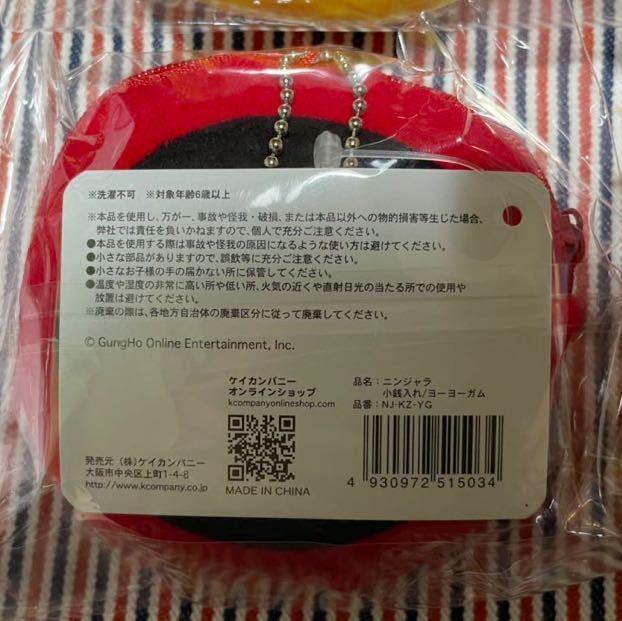 ※洗濯不可　※対象年齢6歳以上
※本品を使用し、万が一、事故や怪我・破損、または本品以外への物的損害等生じた場合、
弊社では責任を負いかねますので、個人で充分ご注意ください。
●本品を使用する際は事故や怪我の原因になるような使い方は避けてください。
●小さな部品がありますので、誤飲等に充分ご注意ください。
●小さなお子様の手の届かない所に保管してください。
●温度や湿度の非常に高い所や低い所、火気の近くや直射日光の当たる所での使用や
放置は避けてください。
※廃棄の際は、各地方自治体の廃棄区分に従って廃棄してください。
© GungHo Online Entertainment, Inc.
ケイカンパニー
オンラインショップ
kcompanyonlineshop.com
品名：ニンジャラ
小銭入れ/ヨーヨーガム
品番：NJ-KZ-YG
発売元（株）ケイカンパニー
大阪市中央区上町1-4-8
http://www.kcompany.co.jp
MADE IN CHINA
4 930972 515034